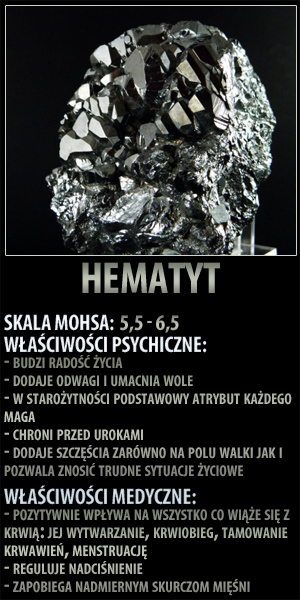 HEMATYT
SKALA MOHSA: 5,5 - 6,5
WŁAŚCIWOŚCI PSYCHICZNE:
- BUDZI RADOŚĆ ŻYCIA
- DODAJE ODWAGI I UMACNIA WOLE
- W STAROŻYTNOŚCI PODSTAWOWY ATRYBUT KAŻDEGO
MAGA
- CHRONI PRZED UROKAMI
- DODAJE SZCZĘŚCIA ZARÓWNO NA POLU WALKI JAK I
POZWALA ZNOSIĆ TRUDNE SYTUACJE ŻYCIOWE
WŁAŚCIWOŚCI MEDYCZNE:
- POZYTYWNIE WPŁYWA NA WSZYSTKO CO WIĄŻE SIĘ Z
KRWIĄ: JEJ WYTWARZANIE, KRWIOBIEG, TAMOWANIE
KRWAWIEŃ, MENSTRUACJĘ
- REGULUJE NADCIŚNIENIE
- ZAPOBIEGA NADMIERNYM SKURCZOM MIĘŚNI